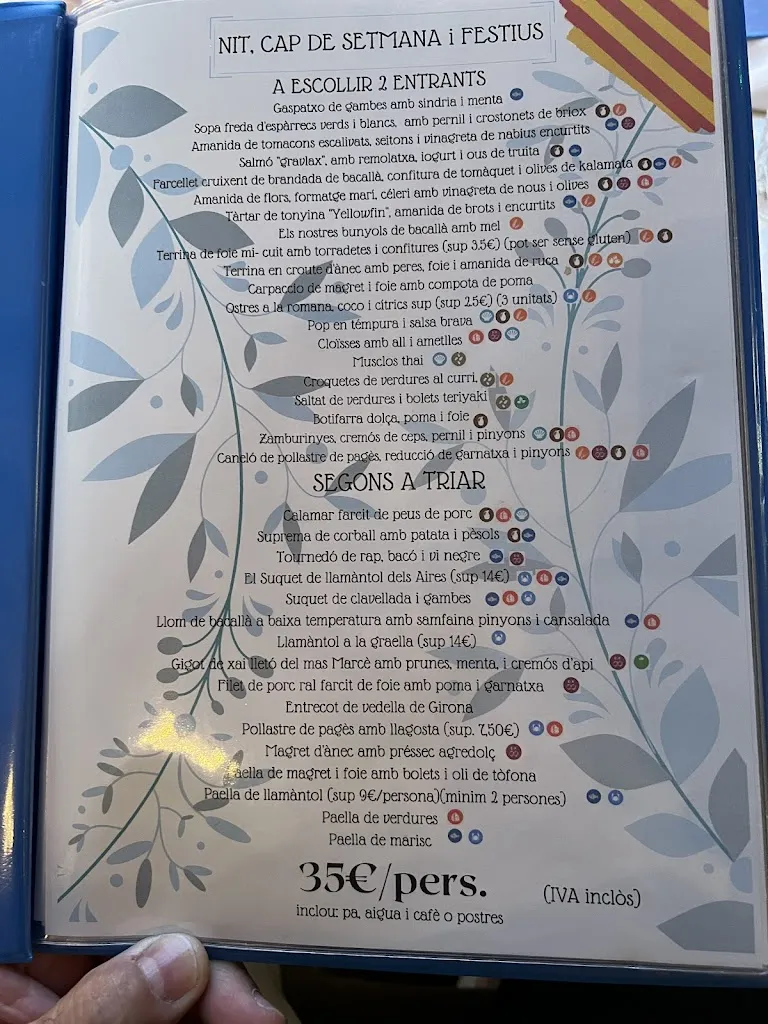 NIT, CAP DE SETMANA i FESTIUS
A ESCOLLIR 2 ENTRANTS
Gaspatxo de gambes amb sindria i menta
Sopa freda d'espàrrecs verds i blancs, amb pernil i crostonets de briox
Amanida de tomacons escalivats, seitons i vinagreta de nabius encurtits
Salmó "gravlax", amb remolatxa, iogurt i ous de truita
Farcellet cruixent de brandada de bacallà, confitura de tomàquet i olives de kalamata
Amanida de flors, formatge marí, céleri amb vinagreta de nous i olives
Tàrtar de tonyina "Yellowfin", amanida de brots i encurtits
Els nostres bunyols de bacallà amb mel
Terrina de foie mi- cuit amb torradetes i confitures (sup 3.5€) (pot ser sense gluten)
Terrina en croute d'ànec amb peres, foie i amanida de ruca
Carpaccio de magret i foie amb compota de poma
Ostres a la romana, coco i cítrics sup (sup 2.5€) (3 unitats)
Pop en témpura i salsa brava
Cloïsses amb all i ametlles
Musclos thai
Croquetes de verdures al curri
Saltat de verdures i bolets teriyaki
Botifarra dolça, poma i foie
Zamburinyes, cremós de ceps, pernil i pinyons
Caneló de pollastre de pagès, reducció de garnatxa i pinyons
SEGONS A TRIAR
Calamar farcit de peus de porc
Suprema de corball amb patata i pèsols
Tournedó de rap, bacó i vi negre
El Suquet de llamàntol dels Aires (sup 14€)
Suquet de clavellada i gambes
Llom de bacallà a baixa temperatura amb samfaina pinyons i cansalada
Llamàntol a la graella (sup 14€)
Gigot de xai lletó del mas Marcè amb prunes, menta, i cremós d'api
Filet de porc ral farcit de foie amb poma i garnatxa
Entrecot de vedella de Girona
Pollastre de pagès amb llagosta (sup. 7,50€)
Magret d'ànec amb préssec agredolç
aella de magret i foie amb bolets i oli de tòfona
Paella de llamàntol (sup 9€/persona)(minim 2 persones)
Paella de verdures
Paella de marisc
35€/pers.
(IVA inclòs)
inclou: pa, aigua i cafè o postres